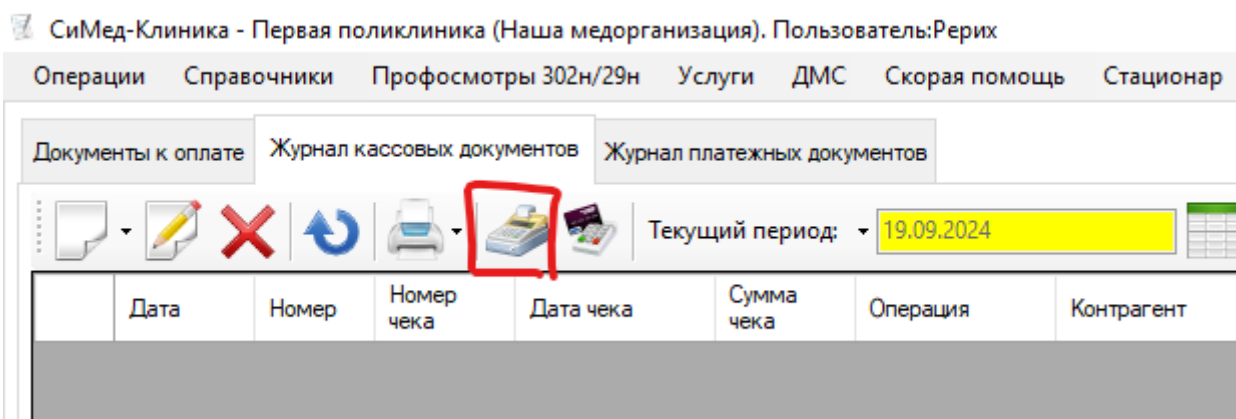 СиМед-Клиника - Первая поликлиника (Наша медорганизация). Пользователь:Рерих
Операции Справочники Профосмотры 302н/29н Услуги ДМС Скорая помощь Стационар
Документы к оплате Журнал кассовых документов Журнал платежных документов
Текущий период: 19.09.2024
Дата Номер Номер чека Дата чека Сумма чека Операция Контрагент